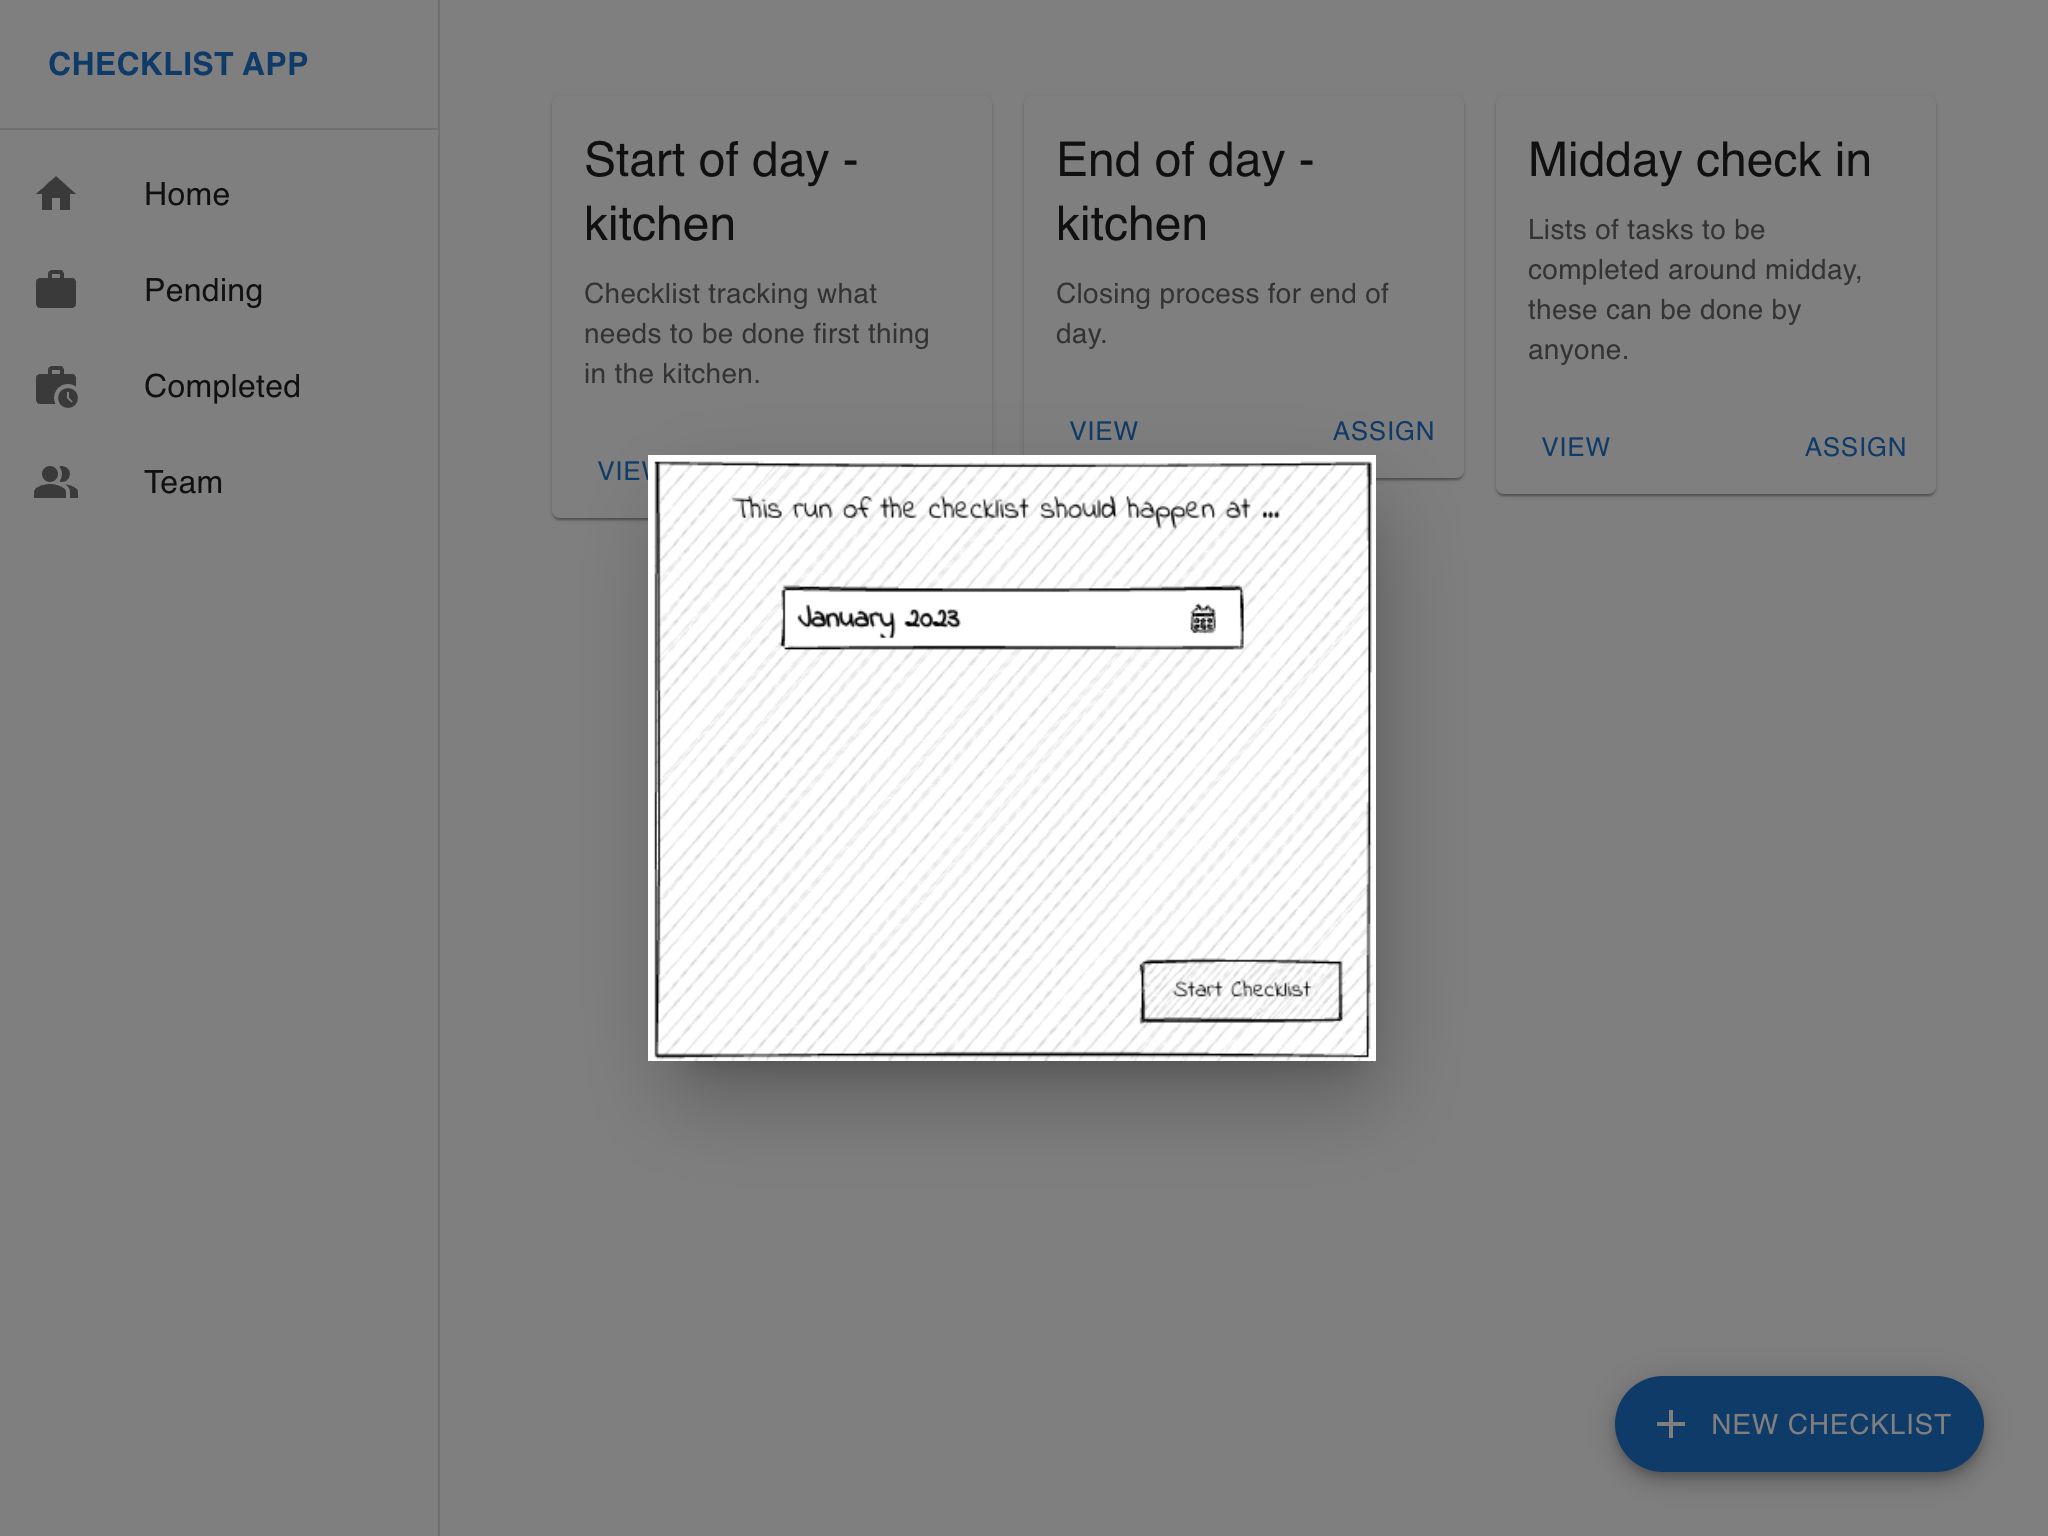 CHECKLIST APP
Home
Pending
Completed
Team
Start of day -
kitchen
Checklist tracking what
needs to be done first thing
in the kitchen.
End of day -
kitchen
Closing process for end of
day.
VIEW
ASSIGN
Midday check in
Lists of tasks to be
completed around midday,
these can be done by
anyone.
VIEW
ASSIGN
This run of the checklist should happen at ...
January 2023
Start Checklist
NEW CHECKLIST